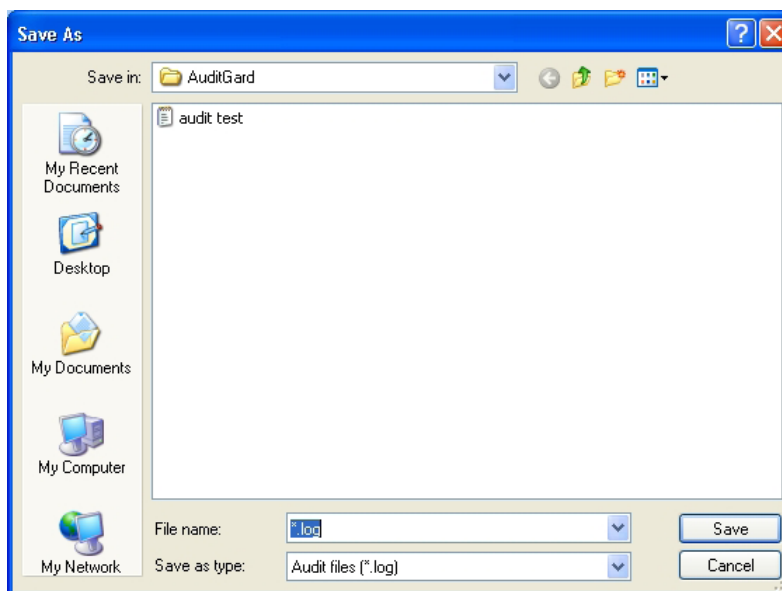 Save As
Save in:
AuditGard
audit test
My Recent
Documents
Desktop
My Documents
My Computer
My Network
File name:
*.log
Save
Save as type:
Audit files (*.log)
Cancel